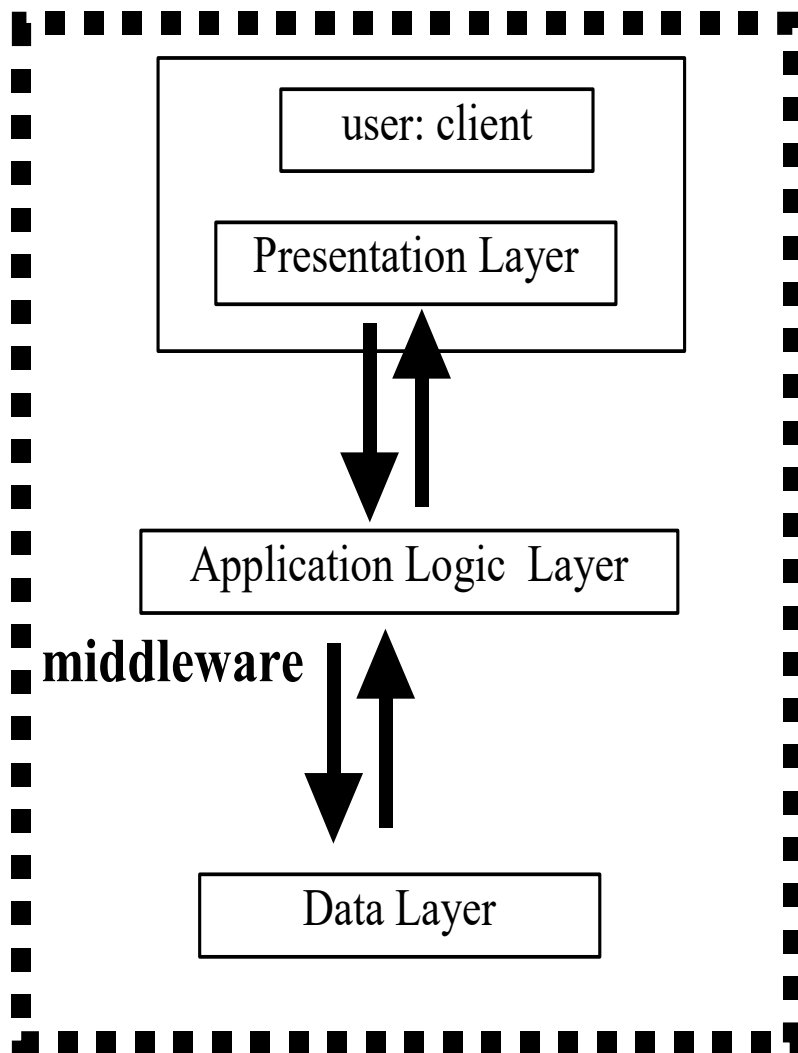 user: client
Presentation Layer
Application Logic Layer
middleware
Data Layer